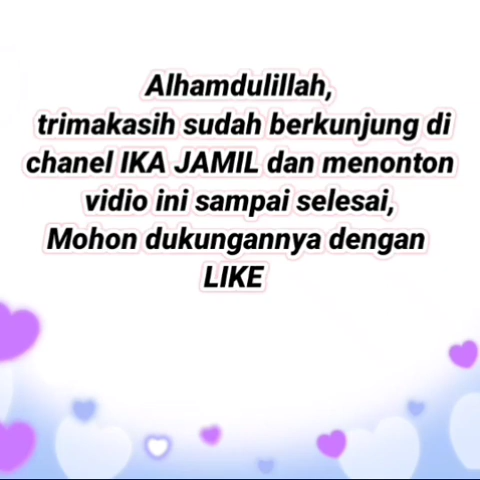 Alhamdulillah,
trimakasih sudah berkunjung di
chanel IKA JAMIL dan menonton
vidio ini sampai selesai,
Mohon dukungannya dengan
LIKE